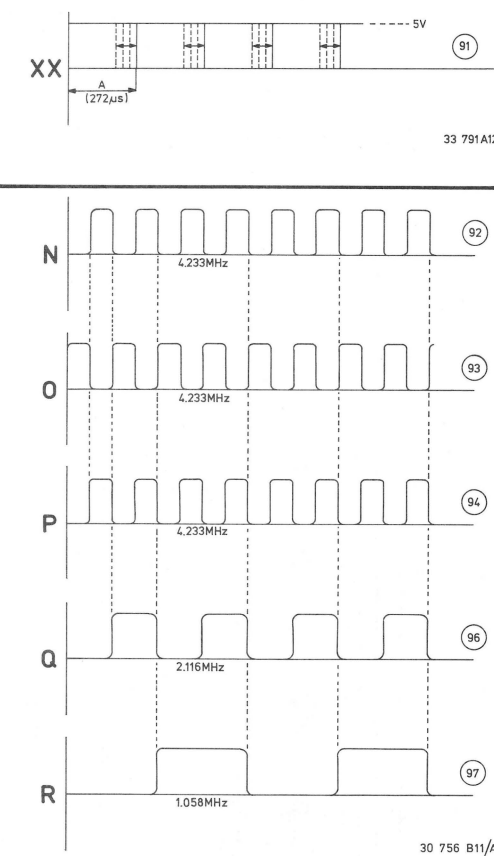 5V
91
XX
A
(272µs)
33 791A12
N
4.233MHz
92
O
4.233MHz
93
P
4.233MHz
94
Q
2.116MHz
96
R
1.058MHz
97
30 756 B11/A